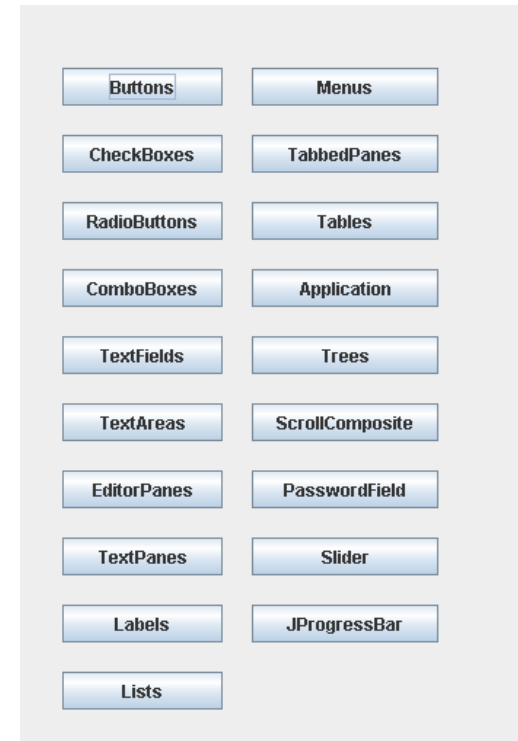 Buttons
Menus
CheckBoxes
TabbedPanes
RadioButtons
Tables
ComboBoxes
Application
TextFields
Trees
TextAreas
ScrollComposite
EditorPanes
PasswordField
TextPanes
Slider
Labels
JProgressBar
Lists